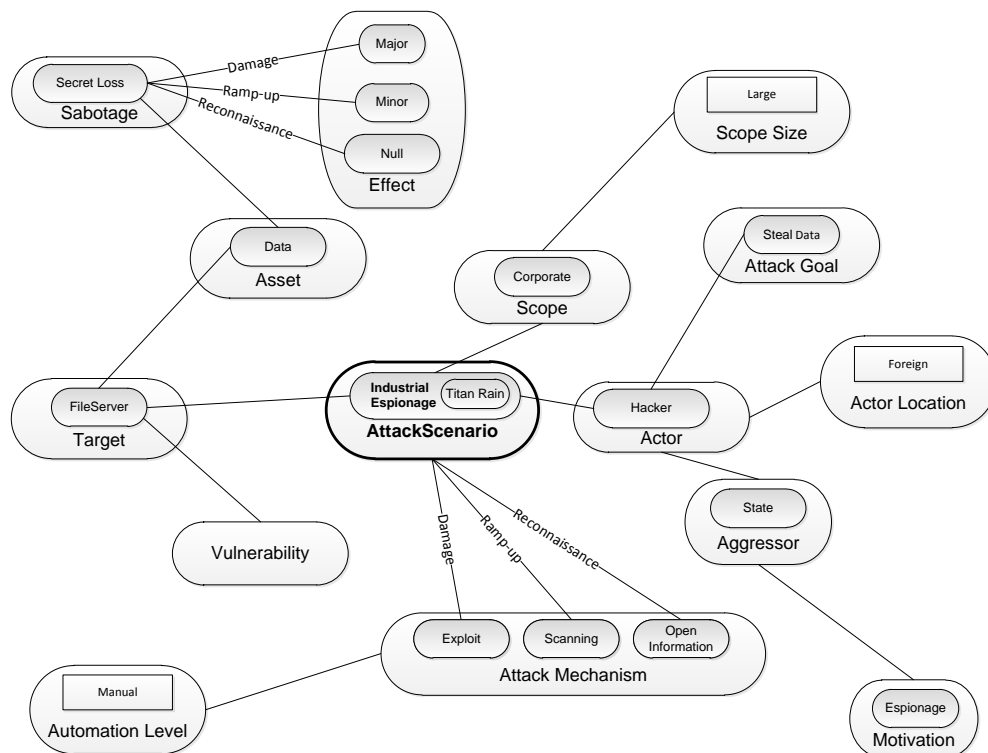 Major
Secret Loss
Sabotage
Damage
Ramp-up
Reconnaissance
Minor
Null
Effect
Large
Scope Size
Data
Asset
Corporate
Scope
Steal Data
Attack Goal
FileServer
Target
Industrial
Espionage
Titan Rain
AttackScenario
Hacker
Actor
Foreign
Actor Location
State
Aggressor
Vulnerability
Damage
Ramp-up
Reconnaissance
Exploit
Scanning
Open
Information
Attack Mechanism
Manual
Automation Level
Espionage
Motivation